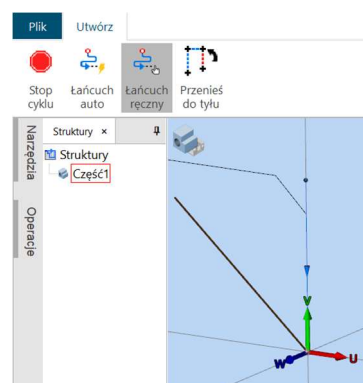 Plik Utwórz
Stop cyklu
Łańcuch auto
Łańcuch ręczny
Przenieś do tyłu
Narzędzia
Operacje
Struktury ×
Struktury
Część1
V
W
U